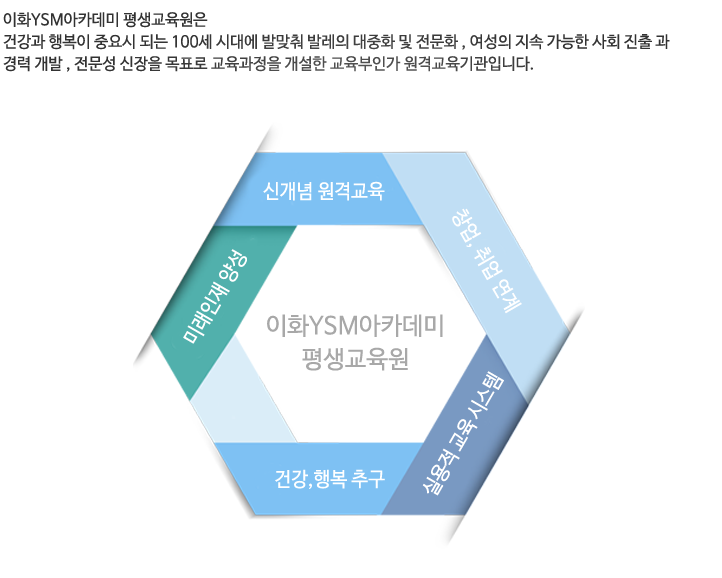 이화YSM아카데미 평생교육원은
건강과 행복이 중요시 되는 100세 시대에 발맞춰 발레의 대중화 및 전문화 , 여성의 지속 가능한 사회 진출 과
경력 개발 , 전문성 신장을 목표로 교육과정을 개설한 교육부인가 원격교육기관입니다.
신개념 원격교육
창업, 취업 연계
미래인재 양성
이화YSM아카데미
평생교육원
실용적 교육 시스템
건강,행복 추구